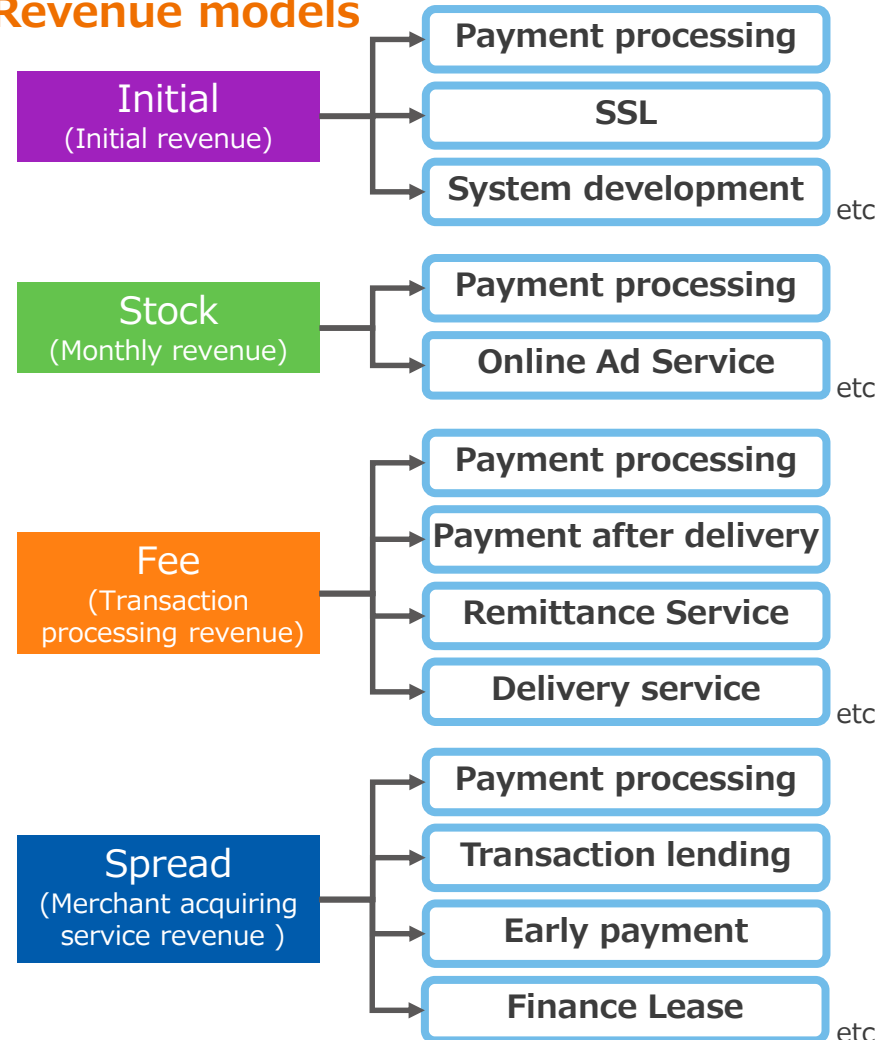 Revenue models
Initial
(Initial revenue)
Payment processing
SSL
System development
etc
Stock
(Monthly revenue)
Payment processing
Online Ad Service
etc
Fee
(Transaction
processing revenue)
Payment processing
Payment after delivery
Remittance Service
Delivery service
etc
Spread
(Merchant acquiring
service revenue )
Payment processing
Transaction lending
Early payment
Finance Lease
etc